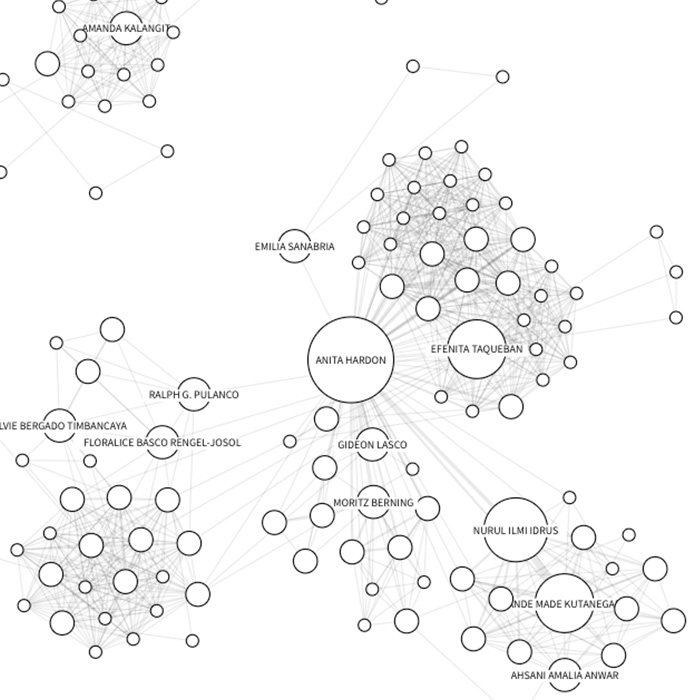 AMANDA KALANGIT
EMILIA SANABRIA
EFENITA TAQUEBAN
ANITA HARDON
RALPH G. PULANCO
LVIE BERGADO TIMBANCAYA
FLORALICE BASCO RENGEL-JOSOL
GIDEON LASCO
MORITZ BERNING
NURUL ILMI IDRUS
ANDE MADE KUTANEGA
AHSANI AMALIA ANWAR